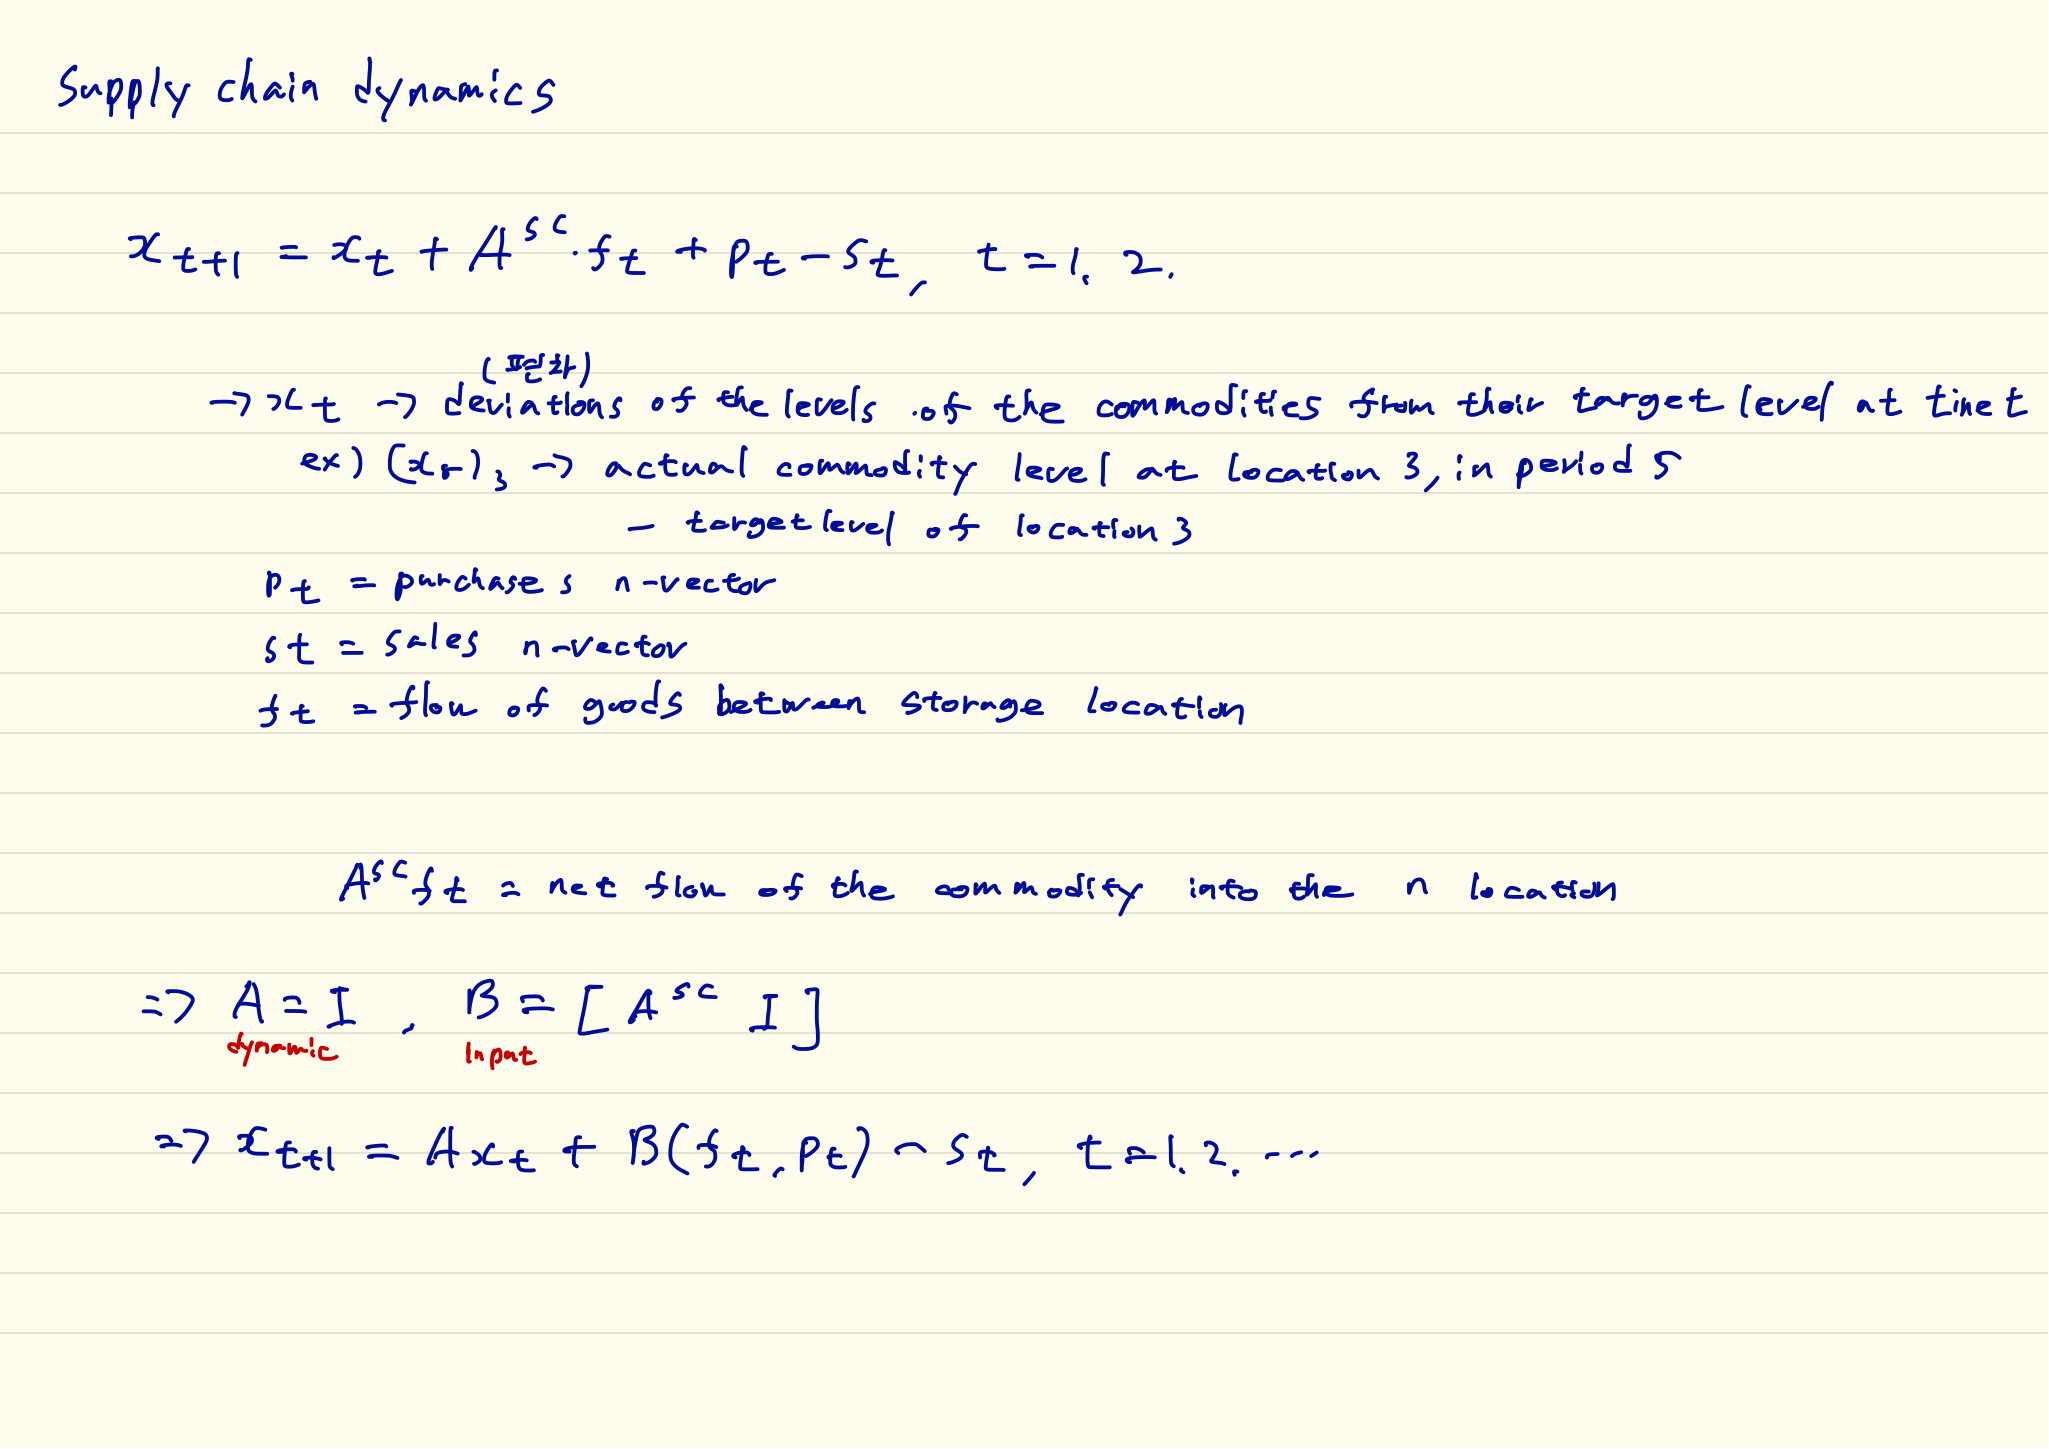 Supply chain dynamics
x_{t+1} = x_t + A^{sc} · f_t + p_t - s_t, t = 1, 2.
(편차)
→ x_t → deviations of the levels of the commodities from their target level at time t
ex) (x_5)_3 → actual commodity level at location 3, in period 5
- target level of location 3
p_t = purchases n-vector
s_t = sales n-vector
f_t = flow of goods between storage location
A^{sc} f_t = net flow of the commodity into the n location
⇒ A = I, B = [A^{sc} I]
dynamic input
⇒ x_{t+1} = A x_t + B(f_t, p_t) - s_t, t = 1, 2, ...